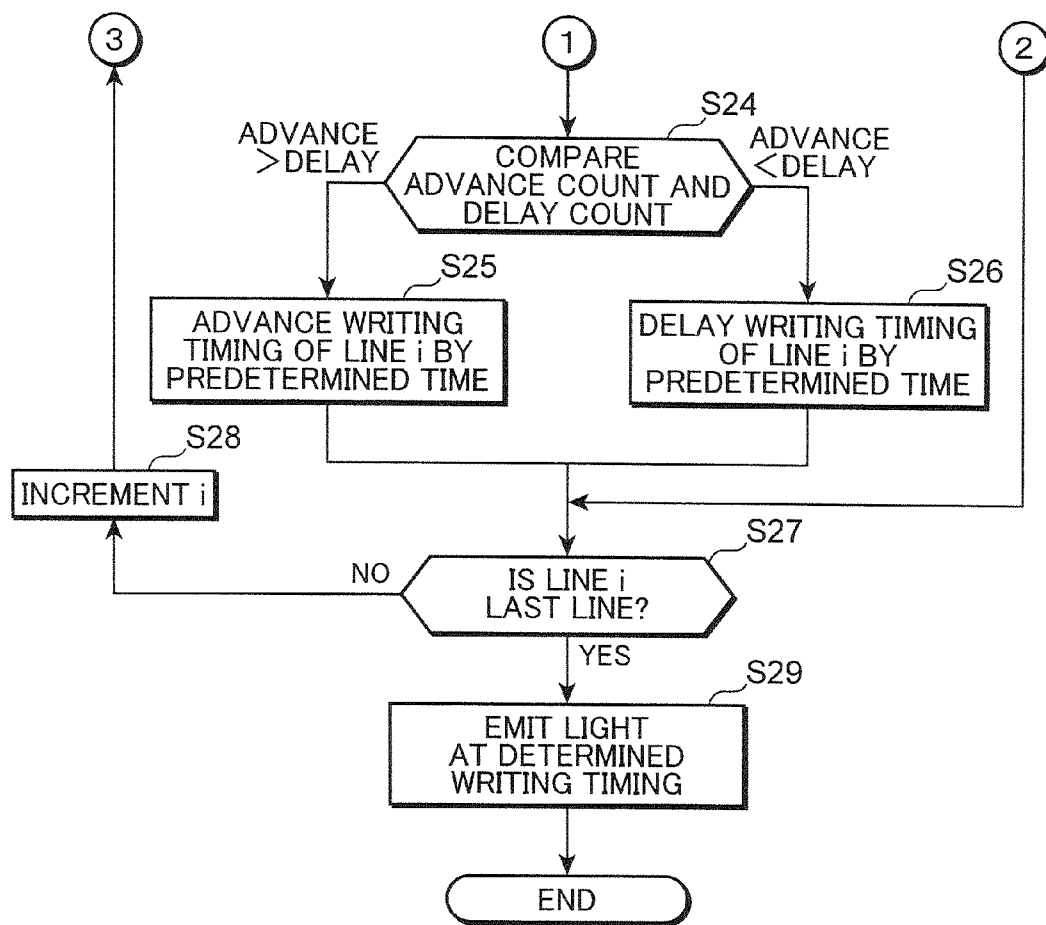 3
1
2
S24
ADVANCE
>DELAY
COMPARE
ADVANCE COUNT AND
DELAY COUNT
ADVANCE
<DELAY
S25
ADVANCE WRITING
TIMING OF LINE i BY
PREDETERMINED TIME
S26
DELAY WRITING TIMING
OF LINE i BY
PREDETERMINED TIME
S28
INCREMENT i
S27
NO
IS LINE i
LAST LINE?
YES
S29
EMIT LIGHT
AT DETERMINED
WRITING TIMING
END